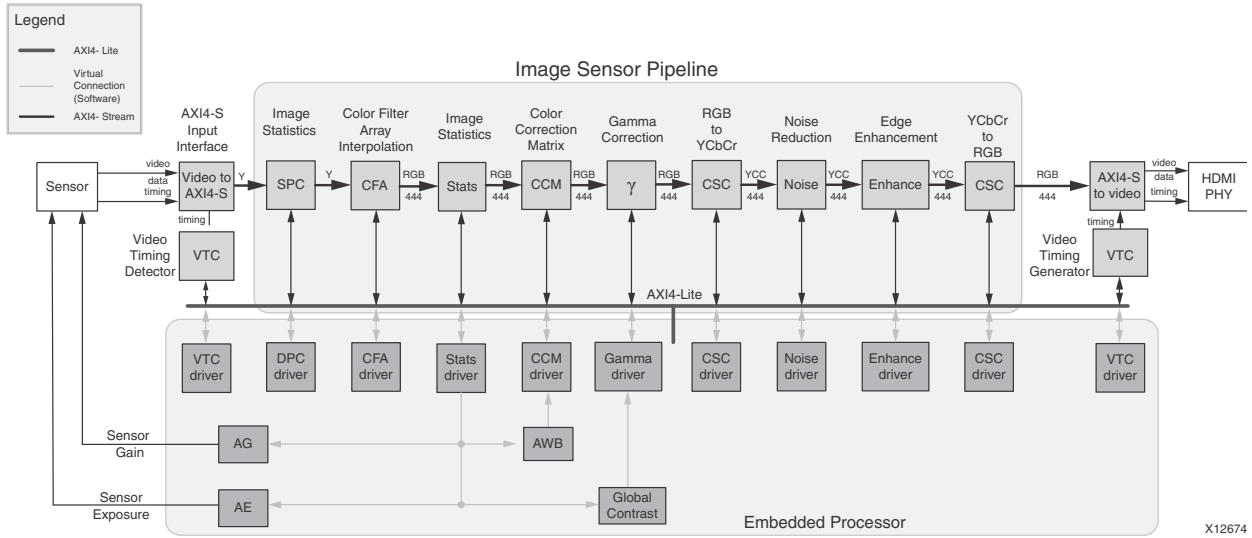 Legend
AXI4- Lite
Virtual
Connection
(Software)
AXI4- Stream
Image Sensor Pipeline
AXI4-S
Input
Interface
Image
Statistics
Color Filter
Array
Interpolation
Image
Statistics
Color
Correction
Matrix
Gamma
Correction
RGB
to
YCbCr
Noise
Reduction
Edge
Enhancement
YCbCr
to
RGB
Sensor
video
data
timing
Video to
AXI4-S
Y
SPC
Y
CFA
RGB
444
Stats
RGB
444
CCM
RGB
444
γ
RGB
444
CSC
YCC
444
Noise
YCC
444
Enhance
YCC
444
CSC
RGB
444
AXI4-S
to video
video
data
timing
HDMI
PHY
timing
Video
Timing
Detector
VTC
timing
Video
Timing
Generator
VTC
AXI4-Lite
VTC
driver
DPC
driver
CFA
driver
Stats
driver
CCM
driver
Gamma
driver
CSC
driver
Noise
driver
Enhance
driver
CSC
driver
VTC
driver
Sensor
Gain
AG
AWB
Sensor
Exposure
AE
Global
Contrast
Embedded Processor
X12674